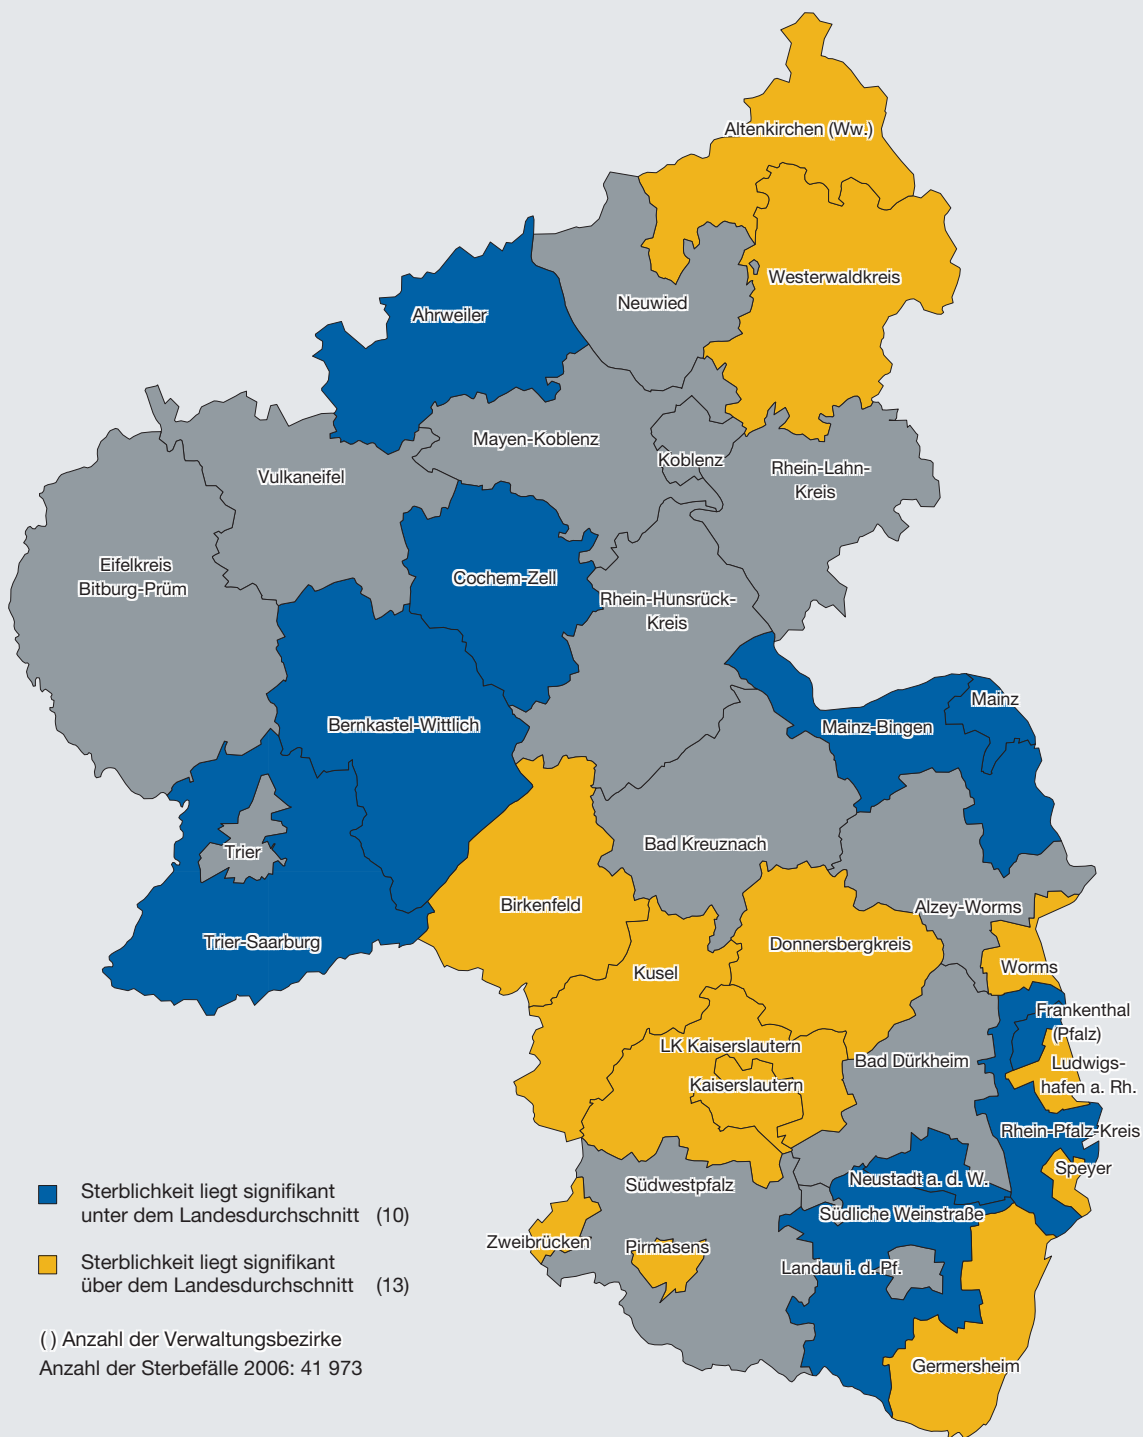 Altenkirchen (Ww.)
Westerwaldkreis
Neuwied
Ahrweiler
Mayen-Koblenz
Koblenz
Rhein-Lahn-
Kreis
Vulkaneifel
Eifelkreis
Bitburg-Prüm
Cochem-Zell
Rhein-Hunsrück-
Kreis
Mainz
Mainz-Bingen
Bernkastel-Wittlich
Bad Kreuznach
Trier
Birkenfeld
Alzey-Worms
Trier-Saarburg
Donnersbergkreis
Kusel
Worms
Frankenthal
(Pfalz)
LK Kaiserslautern
Bad Dürkheim
Ludwigs-
hafen a. Rh.
Kaiserslautern
Rhein-Pfalz-Kreis
Speyer
Neustadt a. d. W.
Südwestpfalz
Südliche Weinstraße
Zweibrücken
Pirmasens
Landau i. d. Pf.
Germersheim
Sterblichkeit liegt signifikant
unter dem Landesdurchschnitt (10)
Sterblichkeit liegt signifikant
über dem Landesdurchschnitt (13)
( ) Anzahl der Verwaltungsbezirke
Anzahl der Sterbefälle 2006: 41 973